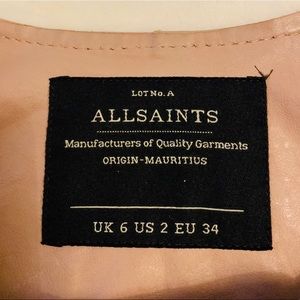 LOT No. A
ALLSAINTS
Manufacturers of Quality Garments
ORIGIN-MAURITIUS
UK 6 US 2 EU 34